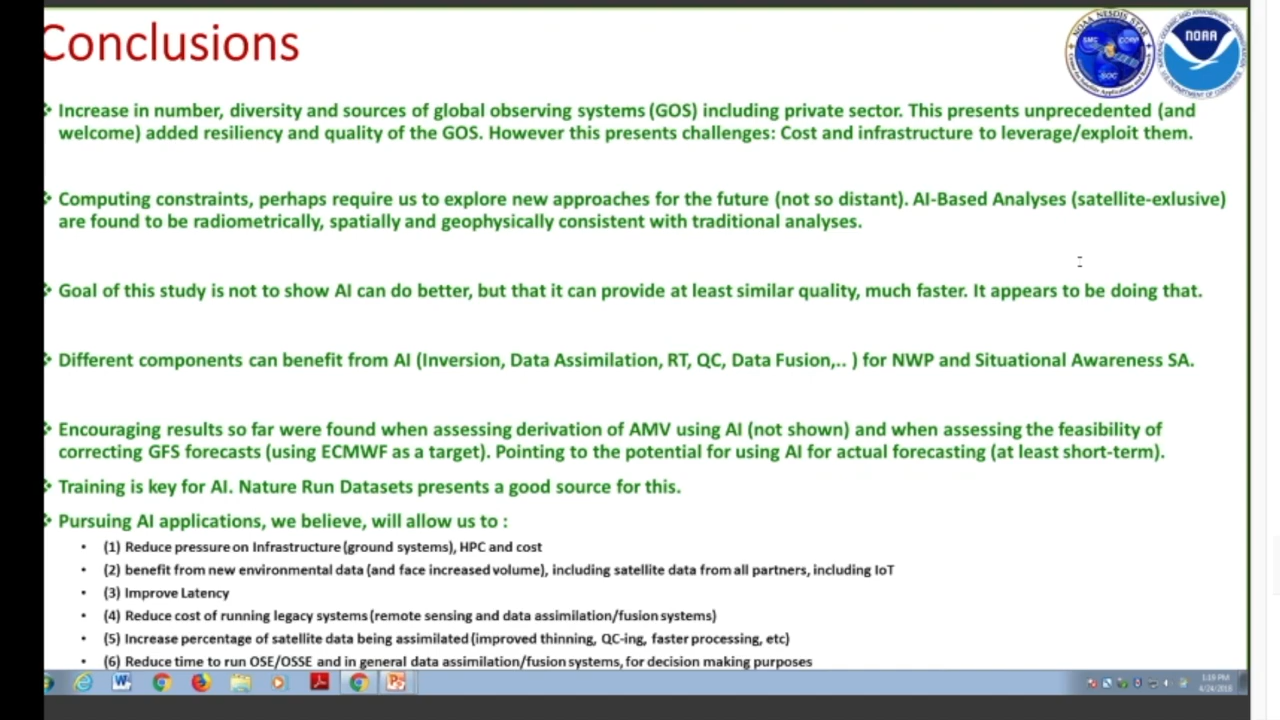 Conclusions
Increase in number, diversity and sources of global observing systems (GOS) including private sector. This presents unprecedented (and
welcome) added resiliency and quality of the GOS. However this presents challenges: Cost and infrastructure to leverage/exploit them.
Computing constraints, perhaps require us to explore new approaches for the future (not so distant). AI-Based Analyses (satellite-exlusive)
are found to be radiometrically, spatially and geophysically consistent with traditional analyses.
Goal of this study is not to show AI can do better, but that it can provide at least similar quality, much faster. It appears to be doing that.
Different components can benefit from AI (Inversion, Data Assimilation, RT, QC, Data Fusion,.. ) for NWP and Situational Awareness SA.
Encouraging results so far were found when assessing derivation of AMV using AI (not shown) and when assessing the feasibility of
correcting GFS forecasts (using ECMWF as a target). Pointing to the potential for using AI for actual forecasting (at least short-term).
Training is key for AI. Nature Run Datasets presents a good source for this.
Pursuing AI applications, we believe, will allow us to :
• (1) Reduce pressure on Infrastructure (ground systems), HPC and cost
• (2) benefit from new environmental data (and face increased volume), including satellite data from all partners, including IoT
• (3) Improve Latency
• (4) Reduce cost of running legacy systems (remote sensing and data assimilation/fusion systems)
• (5) Increase percentage of satellite data being assimilated (improved thinning, QC-ing, faster processing, etc)
• (6) Reduce time to run OSE/OSSE and in general data assimilation/fusion systems, for decision making purposes
NOAA NESDIS STAR
SMC
CORP
SOC
NOAA
1:19 PM
4/24/2018